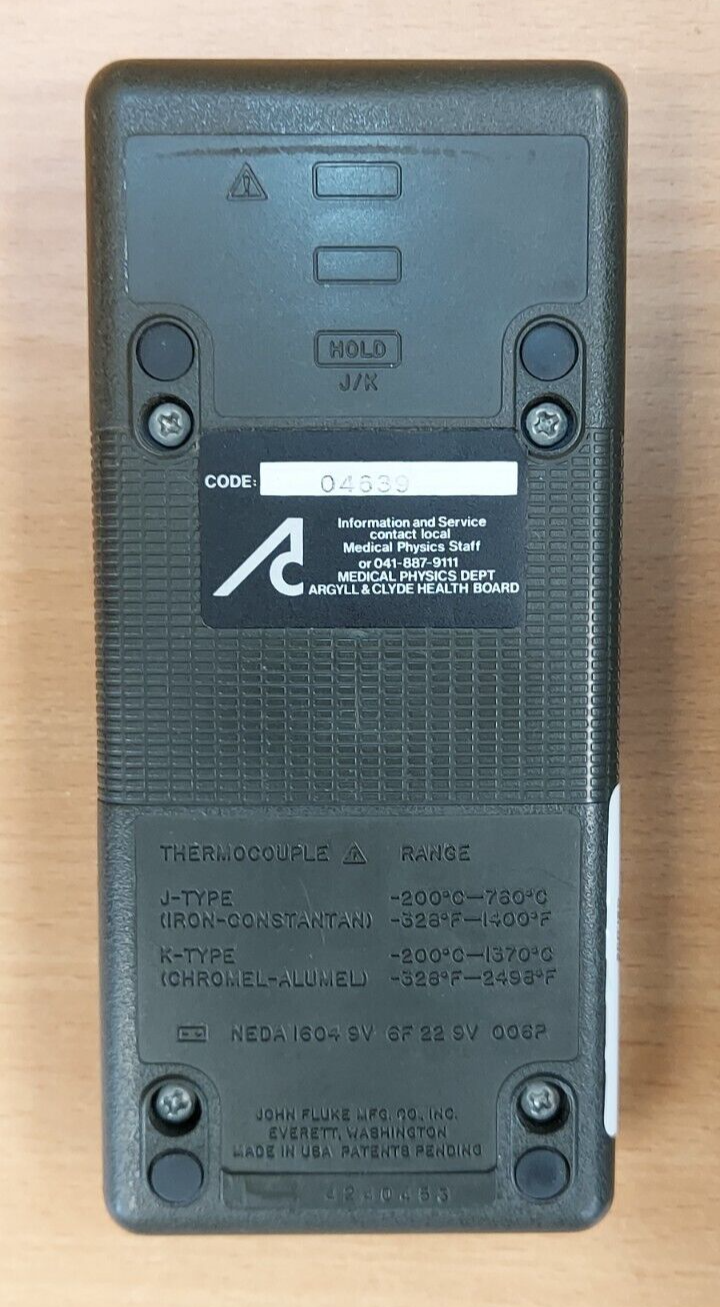 HOLD
J/K
CODE: 04639
AC
Information and Service
contact local
Medical Physics Staff
or 041-887-9111
MEDICAL PHYSICS DEPT
ARGYLL & CLYDE HEALTH BOARD
THERMOCOUPLE ⚠ RANGE
J-TYPE -200°C—760°C
(IRON-CONSTANTAN) -328°F—1400°F
K-TYPE -200°C—1370°C
(CHROMEL-ALUMEL) -328°F—2498°F
NEDA 1604 9V 6F 22 9V 006P
JOHN FLUKE MFG. CO., INC.
EVERETT, WASHINGTON
MADE IN USA PATENTS PENDING